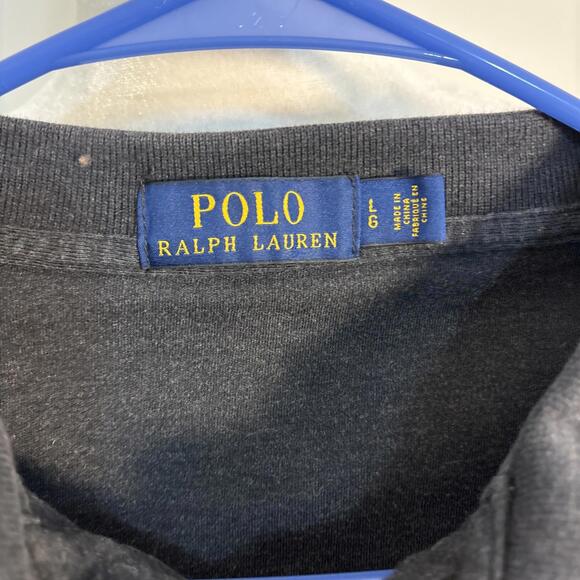 POLO
RALPH LAUREN
L
G
MADE IN
CHINA
FABRIQUÉ EN
CHINE